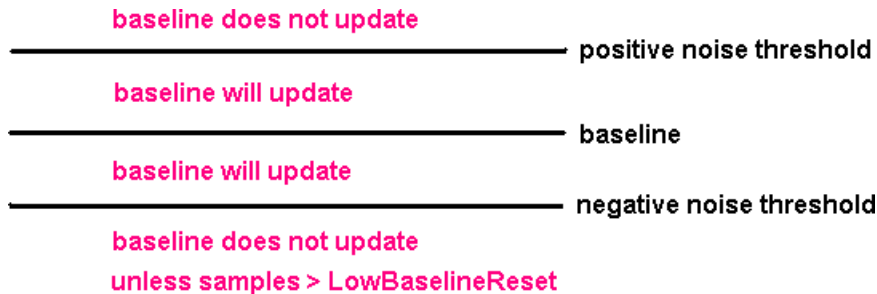 baseline does not update
positive noise threshold
baseline will update
baseline
baseline will update
negative noise threshold
baseline does not update
unless samples > LowBaselineReset